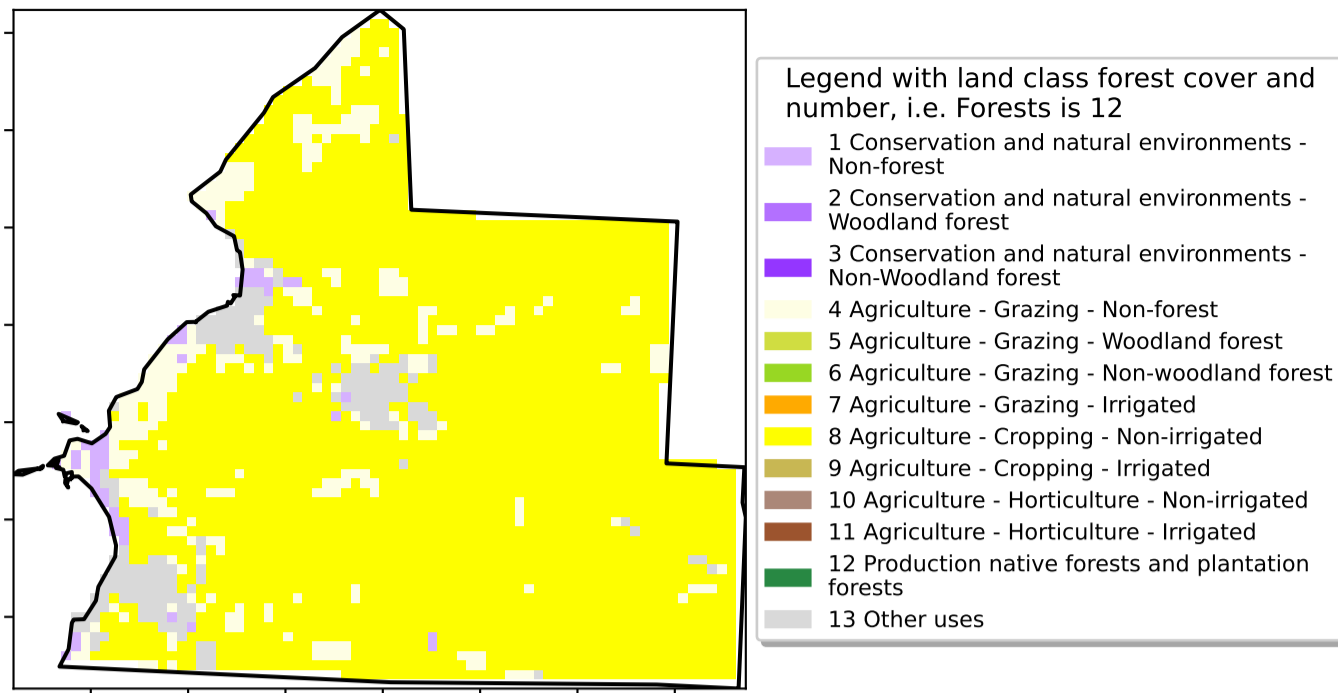 Legend with land class forest cover and
number, i.e. Forests is 12
1 Conservation and natural environments -
Non-forest
2 Conservation and natural environments -
Woodland forest
3 Conservation and natural environments -
Non-Woodland forest
4 Agriculture - Grazing - Non-forest
5 Agriculture - Grazing - Woodland forest
6 Agriculture - Grazing - Non-woodland forest
7 Agriculture - Grazing - Irrigated
8 Agriculture - Cropping - Non-irrigated
9 Agriculture - Cropping - Irrigated
10 Agriculture - Horticulture - Non-irrigated
11 Agriculture - Horticulture - Irrigated
12 Production native forests and plantation
forests
13 Other uses